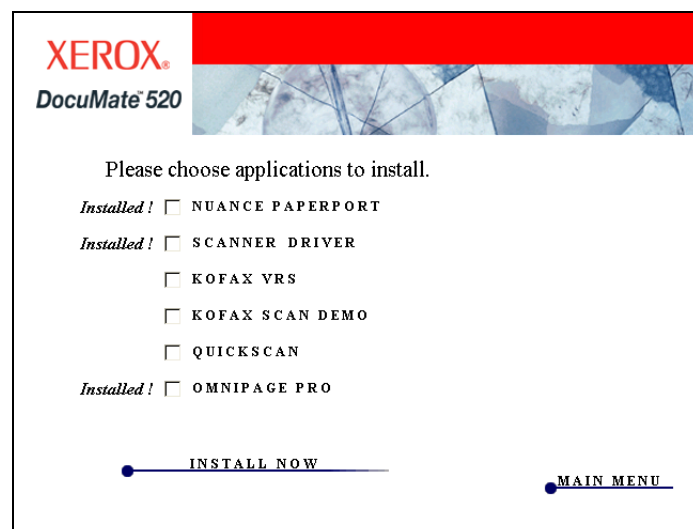 XEROX®
DocuMate™ 520
Please choose applications to install.
Installed ! NUANCE PAPERPORT
Installed ! SCANNER DRIVER
KOFAX VRS
KOFAX SCAN DEMO
QUICKSCAN
Installed ! OMNIPAGE PRO
INSTALL NOW
MAIN MENU